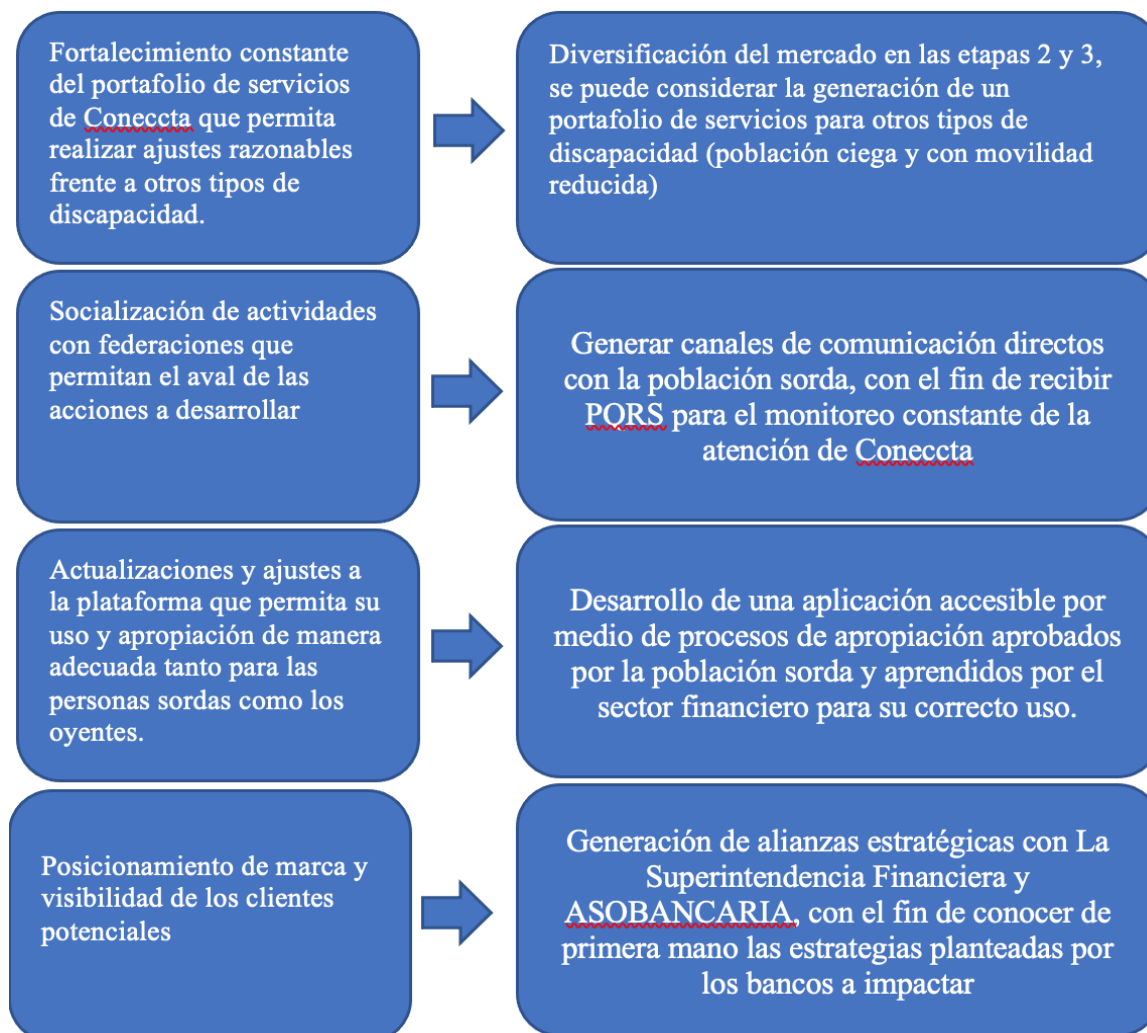 Fortalecimiento constante
del portafolio de servicios
de Coneccta que permita
realizar ajustes razonables
frente a otros tipos de
discapacidad.
Diversificación del mercado en las etapas 2 y 3,
se puede considerar la generación de un
portafolio de servicios para otros tipos de
discapacidad (población ciega y con movilidad
reducida)
Socialización de actividades
con federaciones que
permitan el aval de las
acciones a desarrollar
Generar canales de comunicación directos
con la población sorda, con el fin de recibir
PQRS para el monitoreo constante de la
atención de Coneccta
Actualizaciones y ajustes a
la plataforma que permita su
uso y apropiación de manera
adecuada tanto para las
personas sordas como los
oyentes.
Desarrollo de una aplicación accesible por
medio de procesos de apropiación aprobados
por la población sorda y aprendidos por el
sector financiero para su correcto uso.
Posicionamiento de marca y
visibilidad de los clientes
potenciales
Generación de alianzas estratégicas con La
Superintendencia Financiera y
ASOBANCARIA, con el fin de conocer de
primera mano las estrategias planteadas por
los bancos a impactar